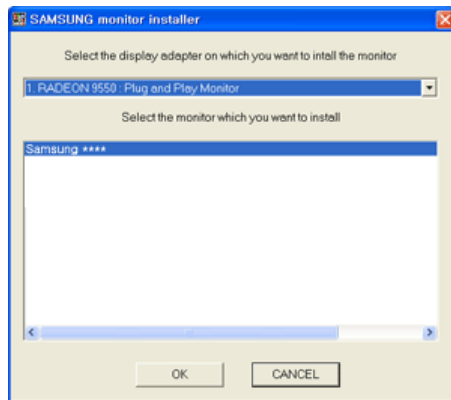 SAMSUNG monitor installer
Select the display adapter on which you want to intall the monitor
1. RADEON 9550 : Plug and Play Monitor
Select the monitor which you want to install
Samsung ****
OK
CANCEL